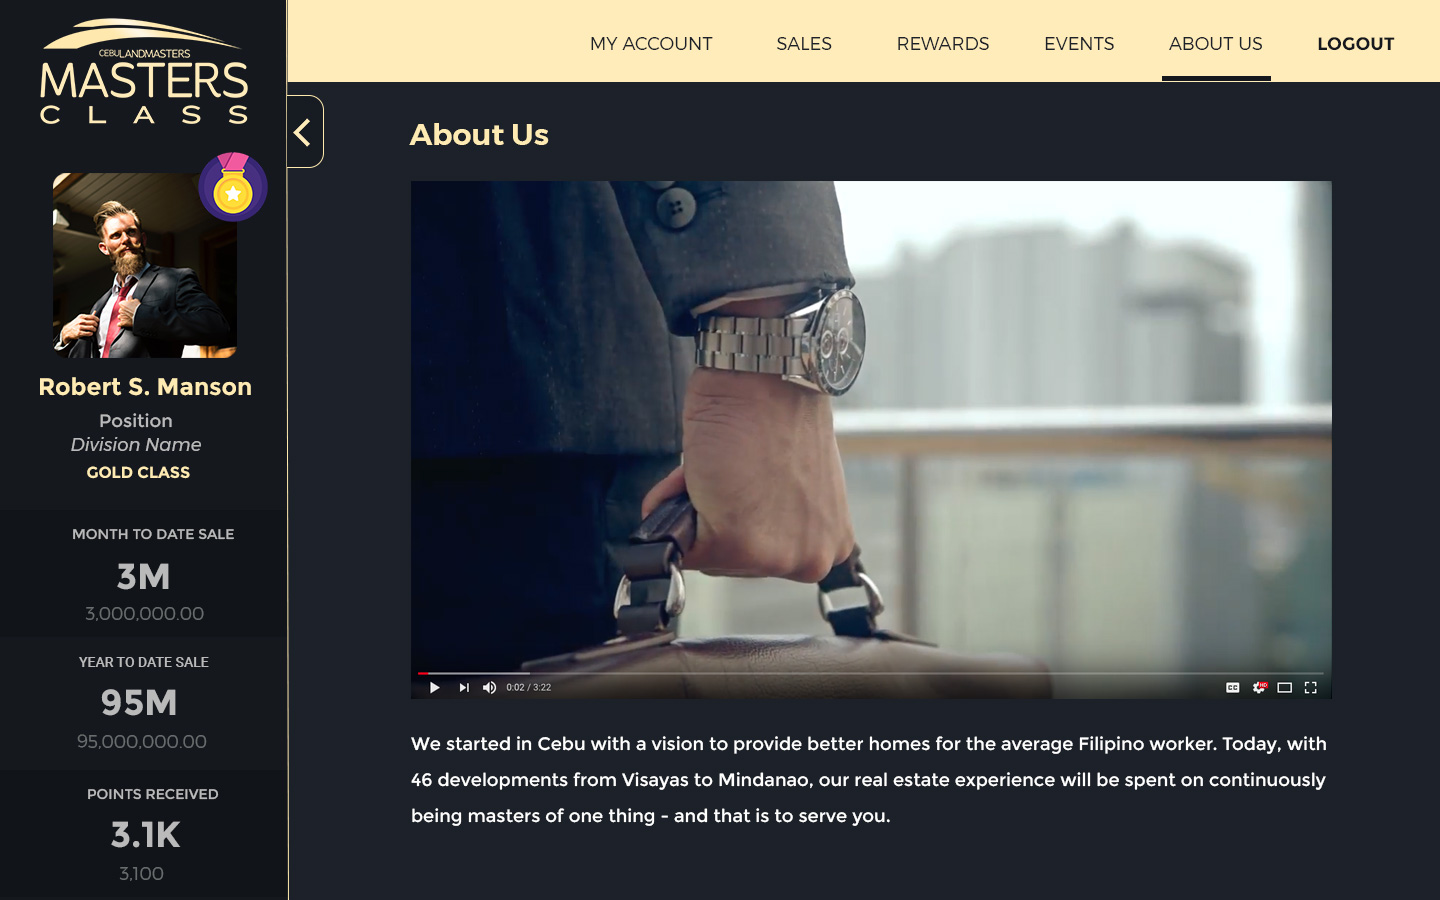 CEBULANDMASTERS
MASTERS
CLASS
MY ACCOUNT
SALES
REWARDS
EVENTS
ABOUT US
LOGOUT
Robert S. Manson
Position
Division Name
GOLD CLASS
MONTH TO DATE SALE
3M
3,000,000.00
YEAR TO DATE SALE
95M
95,000,000.00
POINTS RECEIVED
3.1K
3,100
About Us
0:02 / 3:22
CC
HD
We started in Cebu with a vision to provide better homes for the average Filipino worker. Today, with
46 developments from Visayas to Mindanao, our real estate experience will be spent on continuously
being masters of one thing - and that is to serve you.